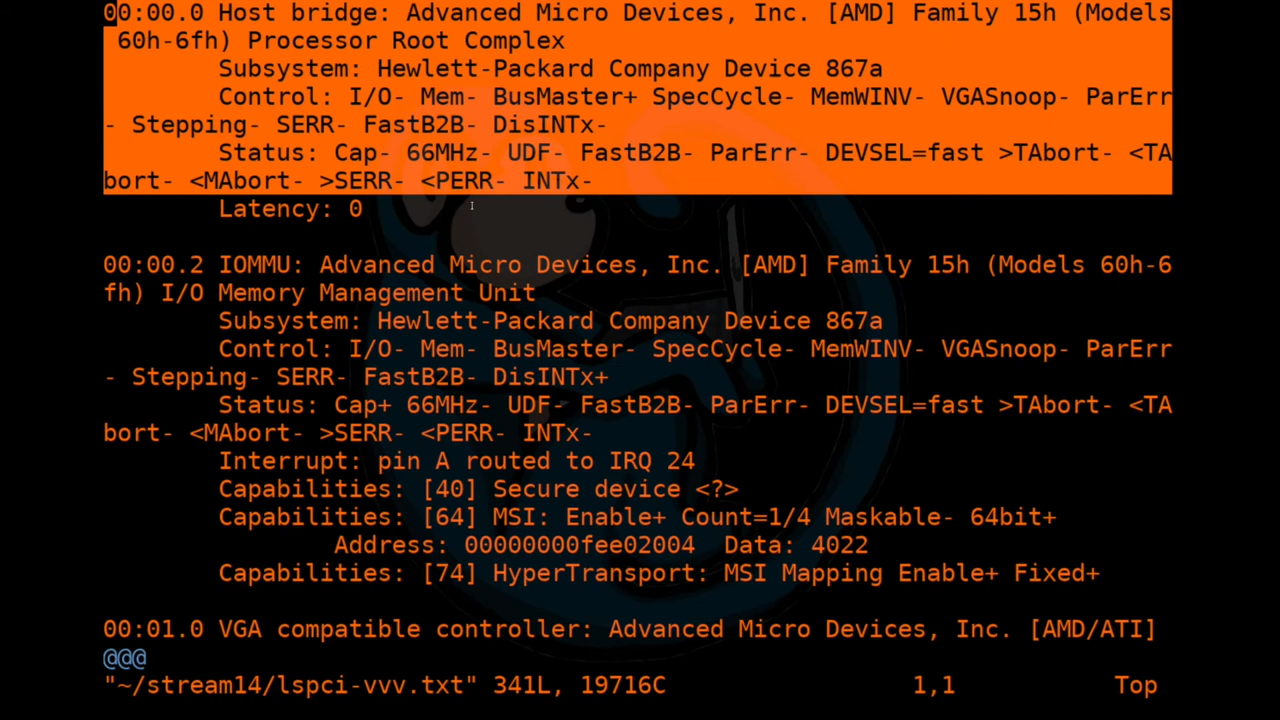 00:00.0 Host bridge: Advanced Micro Devices, Inc. [AMD] Family 15h (Models
 60h-6fh) Processor Root Complex
        Subsystem: Hewlett-Packard Company Device 867a
        Control: I/O- Mem- BusMaster+ SpecCycle- MemWINV- VGASnoop- ParErr
- Stepping- SERR- FastB2B- DisINTx-
        Status: Cap- 66MHz- UDF- FastB2B- ParErr- DEVSEL=fast >TAbort- <TA
bort- <MAbort- >SERR- <PERR- INTx-
        Latency: 0

00:00.2 IOMMU: Advanced Micro Devices, Inc. [AMD] Family 15h (Models 60h-6
fh) I/O Memory Management Unit
        Subsystem: Hewlett-Packard Company Device 867a
        Control: I/O- Mem- BusMaster- SpecCycle- MemWINV- VGASnoop- ParErr
- Stepping- SERR- FastB2B- DisINTx+
        Status: Cap+ 66MHz- UDF- FastB2B- ParErr- DEVSEL=fast >TAbort- <TA
bort- <MAbort- >SERR- <PERR- INTx-
        Interrupt: pin A routed to IRQ 24
        Capabilities: [40] Secure device <?>
        Capabilities: [64] MSI: Enable+ Count=1/4 Maskable- 64bit+
                Address: 00000000fee02004  Data: 4022
        Capabilities: [74] HyperTransport: MSI Mapping Enable+ Fixed+

00:01.0 VGA compatible controller: Advanced Micro Devices, Inc. [AMD/ATI]
@@@
"~/stream14/lspci-vvv.txt" 341L, 19716C                 1,1           Top